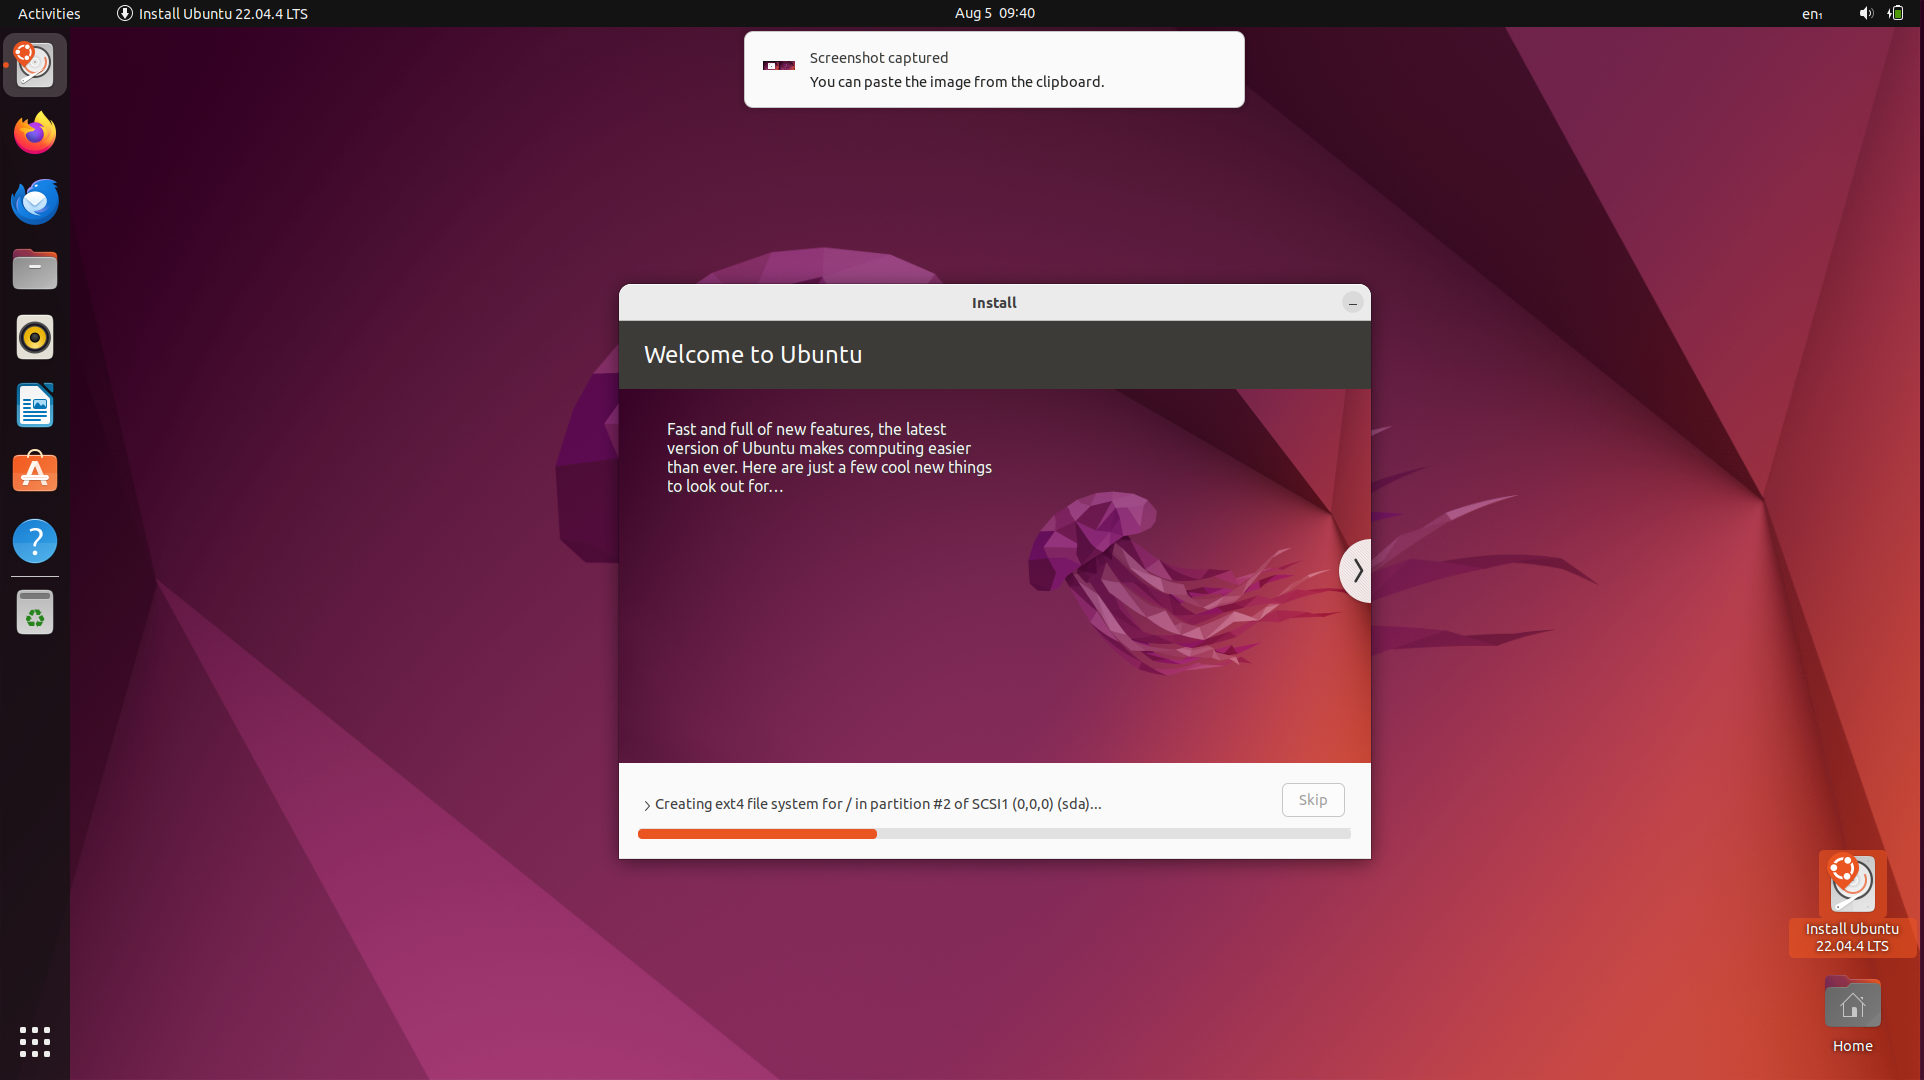 Activities
Install Ubuntu 22.04.4 LTS
Aug 5 09:40
en₁
Screenshot captured
You can paste the image from the clipboard.
Install
Welcome to Ubuntu
Fast and full of new features, the latest
version of Ubuntu makes computing easier
than ever. Here are just a few cool new things
to look out for…
Creating ext4 file system for / in partition #2 of SCSI1 (0,0,0) (sda)...
Skip
Install Ubuntu
22.04.4 LTS
Home